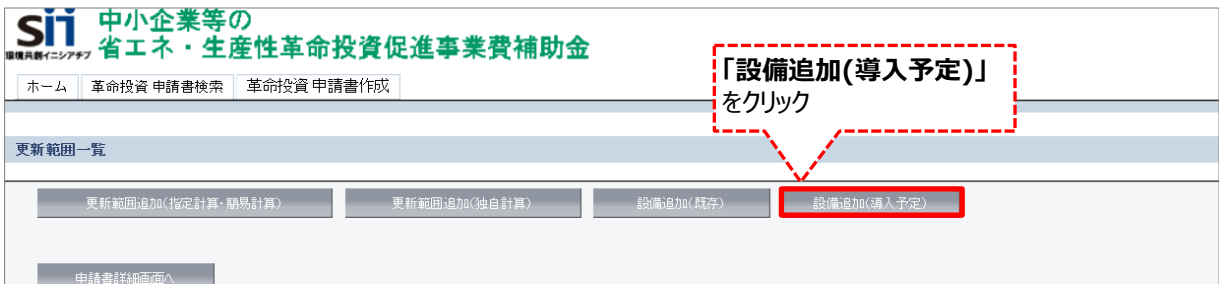 Sii 中小企業等の
環境共創イニシアチブ 省エネ・生産性革命投資促進事業費補助金
「設備追加(導入予定)」
をクリック
ホーム 革命投資 申請書検索 革命投資 申請書作成
更新範囲一覧
更新範囲追加(指定計算・簡易計算) 更新範囲追加(独自計算) 設備追加(既存) 設備追加(導入予定)
申請書詳細画面へ